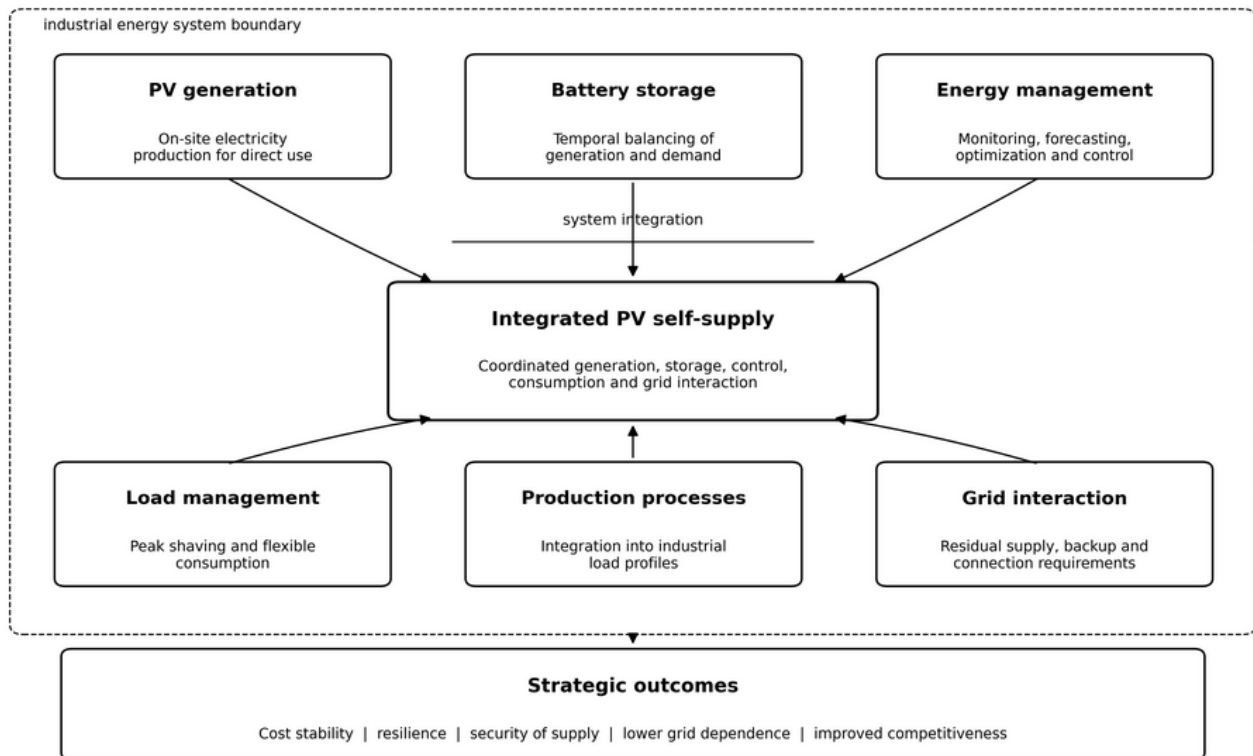 industrial energy system boundary
PV generation
On-site electricity
production for direct use
Battery storage
Temporal balancing of
generation and demand
Energy management
Monitoring, forecasting,
optimization and control
system integration
Integrated PV self-supply
Coordinated generation, storage, control,
consumption and grid interaction
Load management
Peak shaving and flexible
consumption
Production processes
Integration into industrial
load profiles
Grid interaction
Residual supply, backup and
connection requirements
Strategic outcomes
Cost stability | resilience | security of supply | lower grid dependence | improved competitiveness